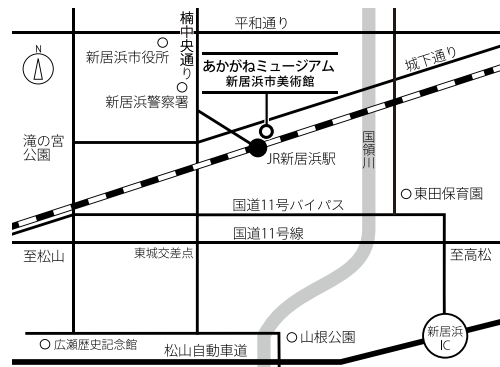 平和通り
楠中央通り
新居浜市役所
N
あかがねミュージアム
新居浜市美術館
城下通り
新居浜警察署
滝の宮
公園
JR新居浜駅
国領川
東田保育園
国道11号バイパス
国道11号線
至松山
東城交差点
至高松
新居浜
IC
広瀬歴史記念館
松山自動車道
山根公園